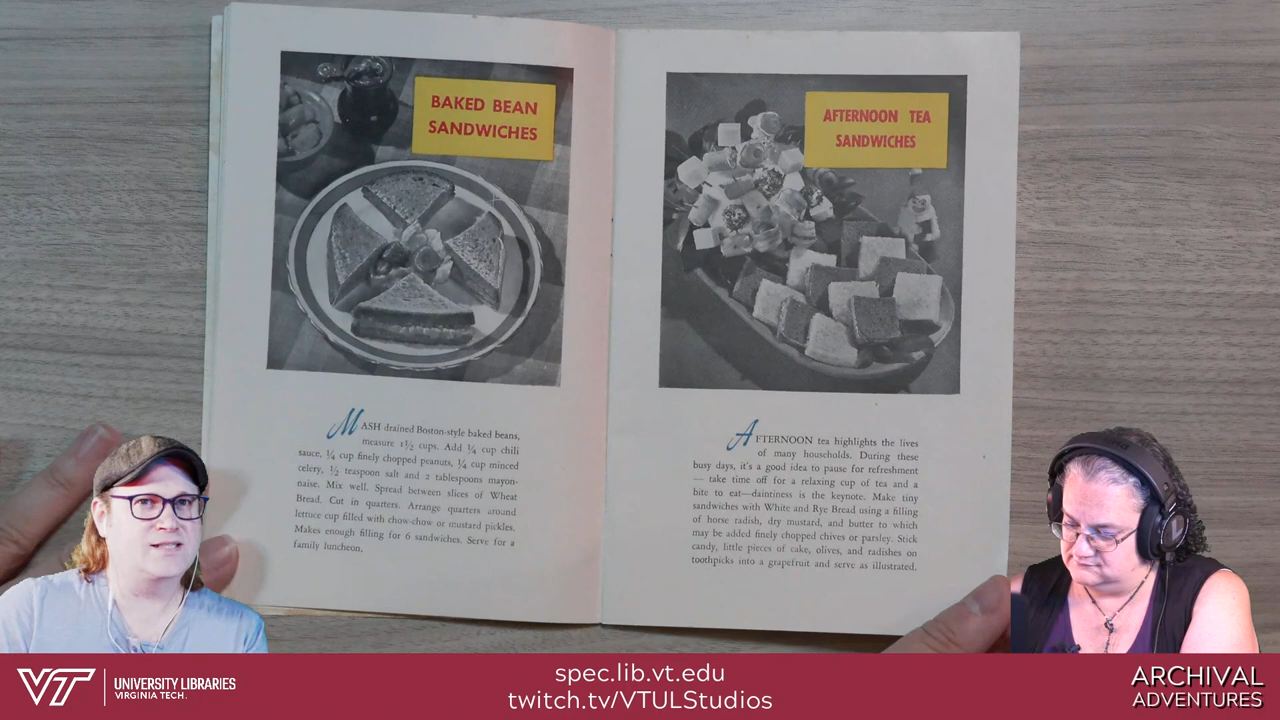 BAKED BEAN
SANDWICHES
MASH drained Boston-style baked beans,
measure 1½ cups. Add ¼ cup chili
sauce, ¼ cup finely chopped peanuts, ¼ cup minced
celery, ½ teaspoon salt and 2 tablespoons mayon-
naise. Mix well. Spread between slices of Wheat
Bread. Cut in quarters. Arrange quarters around
lettuce cup filled with chow-chow or mustard pickles.
Makes enough filling for 6 sandwiches. Serve for a
family luncheon.
AFTERNOON TEA
SANDWICHES
AFTERNOON tea highlights the lives
of many households. During these
busy days, it's a good idea to pause for refreshment
— take time off for a relaxing cup of tea and a
bite to eat—daintiness is the keynote. Make tiny
sandwiches with White and Rye Bread using a filling
of horse radish, dry mustard, and butter to which
may be added finely chopped chives or parsley. Stick
candy, little pieces of cake, olives, and radishes on
toothpicks into a grapefruit and serve as illustrated.
VT
UNIVERSITY LIBRARIES
VIRGINIA TECH.
spec.lib.vt.edu
twitch.tv/VTULStudios
ARCHIVAL
ADVENTURES